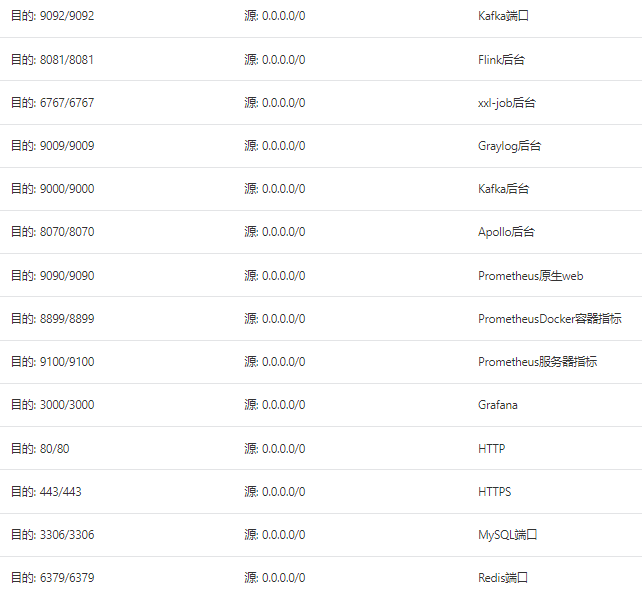 目的: 9092/9092 源: 0.0.0.0/0 Kafka端口
目的: 8081/8081 源: 0.0.0.0/0 Flink后台
目的: 6767/6767 源: 0.0.0.0/0 xxl-job后台
目的: 9009/9009 源: 0.0.0.0/0 Graylog后台
目的: 9000/9000 源: 0.0.0.0/0 Kafka后台
目的: 8070/8070 源: 0.0.0.0/0 Apollo后台
目的: 9090/9090 源: 0.0.0.0/0 Prometheus原生web
目的: 8899/8899 源: 0.0.0.0/0 PrometheusDocker容器指标
目的: 9100/9100 源: 0.0.0.0/0 Prometheus服务器指标
目的: 3000/3000 源: 0.0.0.0/0 Grafana
目的: 80/80 源: 0.0.0.0/0 HTTP
目的: 443/443 源: 0.0.0.0/0 HTTPS
目的: 3306/3306 源: 0.0.0.0/0 MySQL端口
目的: 6379/6379 源: 0.0.0.0/0 Redis端口